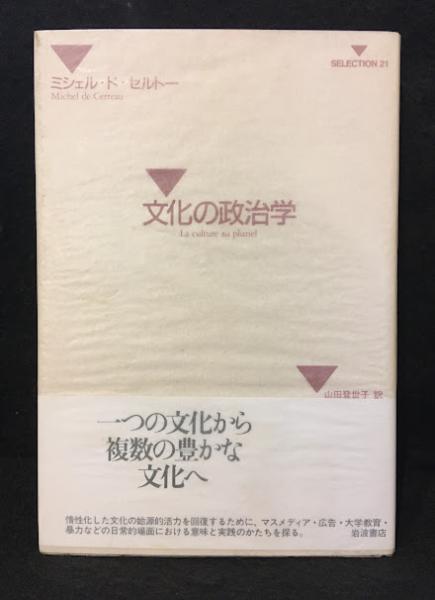 ミシェル・ド・セルトー
Michel de Certeau
SELECTION 21
文化の政治学
La culture au pluriel
山田登世子 訳
一つの文化から
複数の豊かな
文化へ
惰性化した文化の始源的活力を回復するために、マスメディア・広告・大学教育・
暴力などの日常的場面における意味と実践のかたちを探る。
岩波書店